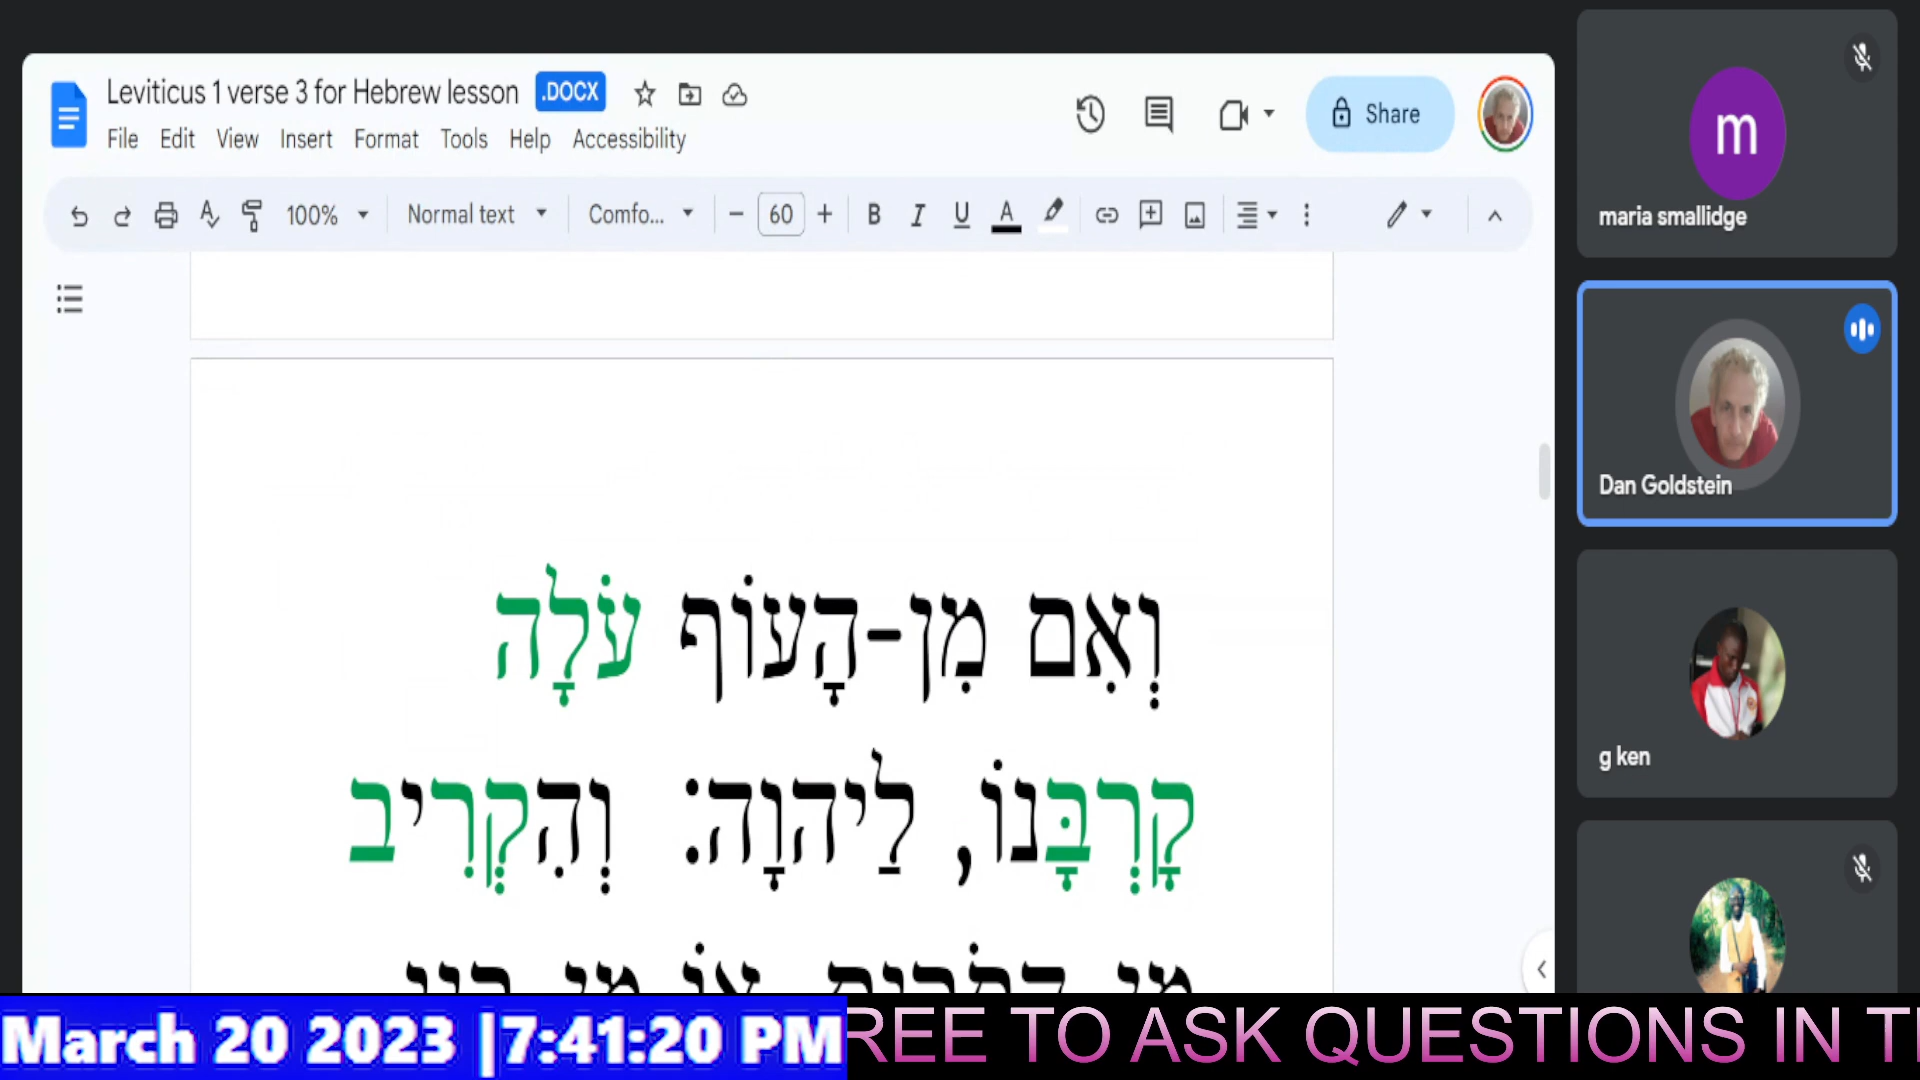 Leviticus 1 verse 3 for Hebrew lesson .DOCX
File Edit View Insert Format Tools Help Accessibility
Share
100% Normal text Comfo... 60 B I U A
וְאִם מִן-הָעוֹף עֹלָה
קָרְבָּנוֹ, לַיהוָה: וְהִקְרִיב
m
maria smallidge
Dan Goldstein
g ken
March 20 2023 |7:41:20 PM
REE TO ASK QUESTIONS IN T